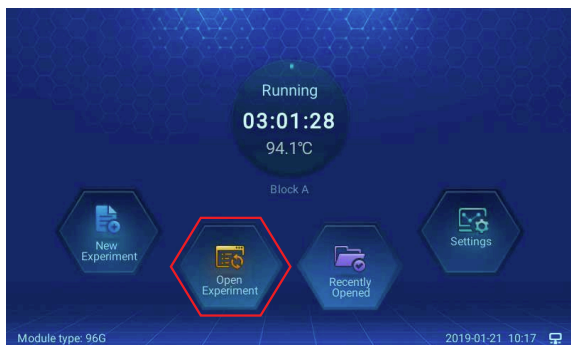 Running
03:01:28
94.1℃
Block A
New
Experiment
Open
Experiment
Recently
Opened
Settings
Module type: 96G
2019-01-21 10:17